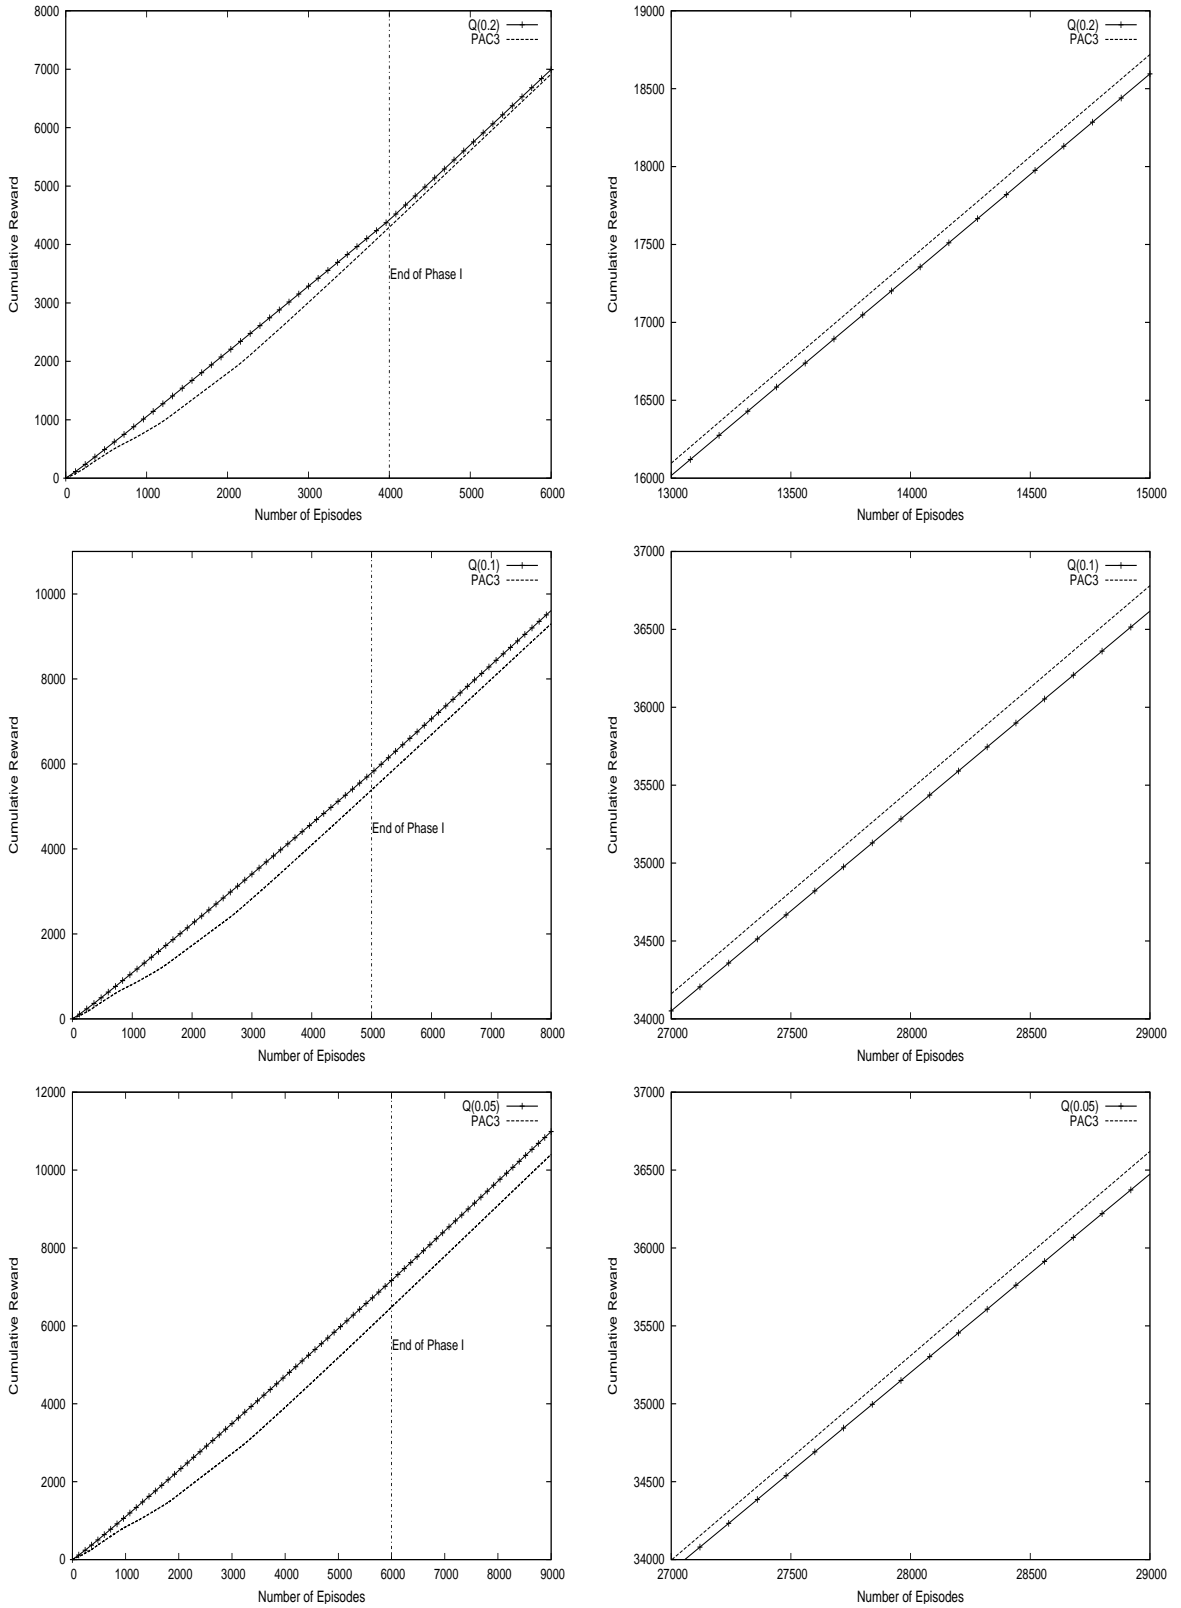 8000
7000
6000
5000
4000
3000
2000
1000
0
0 1000 2000 3000 4000 5000 6000
Cumulative Reward
Number of Episodes
Q(0.2)
PAC3
End of Phase I
19000
18500
18000
17500
17000
16500
16000
13000 13500 14000 14500 15000
Cumulative Reward
Number of Episodes
Q(0.2)
PAC3
10000
8000
6000
4000
2000
0
0 1000 2000 3000 4000 5000 6000 7000 8000
Cumulative Reward
Number of Episodes
Q(0.1)
PAC3
End of Phase I
37000
36500
36000
35500
35000
34500
34000
27000 27500 28000 28500 29000
Cumulative Reward
Number of Episodes
Q(0.1)
PAC3
12000
10000
8000
6000
4000
2000
0
0 1000 2000 3000 4000 5000 6000 7000 8000 9000
Cumulative Reward
Number of Episodes
Q(0.05)
PAC3
End of Phase I
37000
36500
36000
35500
35000
34500
34000
27000 27500 28000 28500 29000
Cumulative Reward
Number of Episodes
Q(0.05)
PAC3